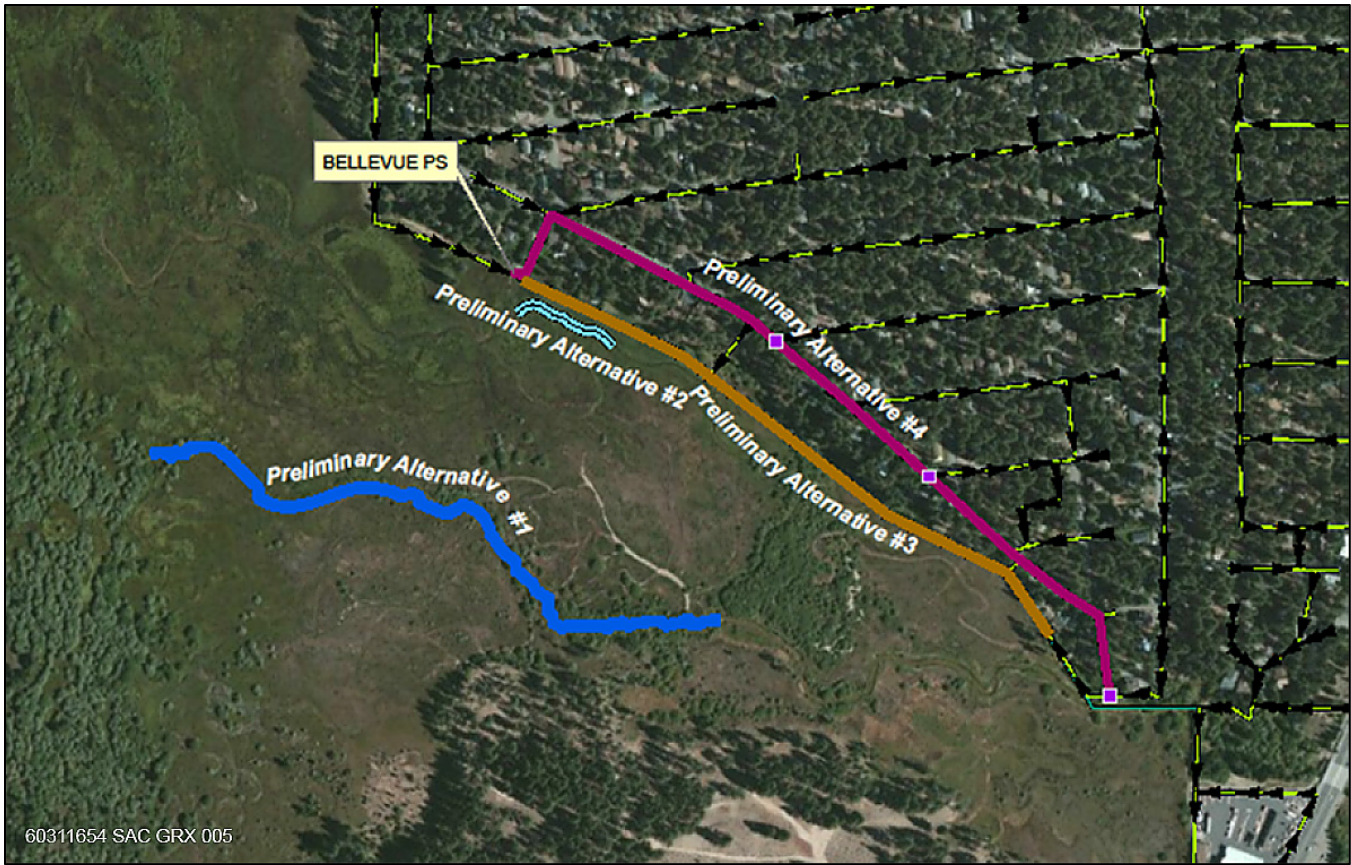 BELLEVUE PS
Preliminary Alternative #4
Preliminary Alternative #2
Preliminary Alternative #3
Preliminary Alternative #1
60311654 SAC GRX 005